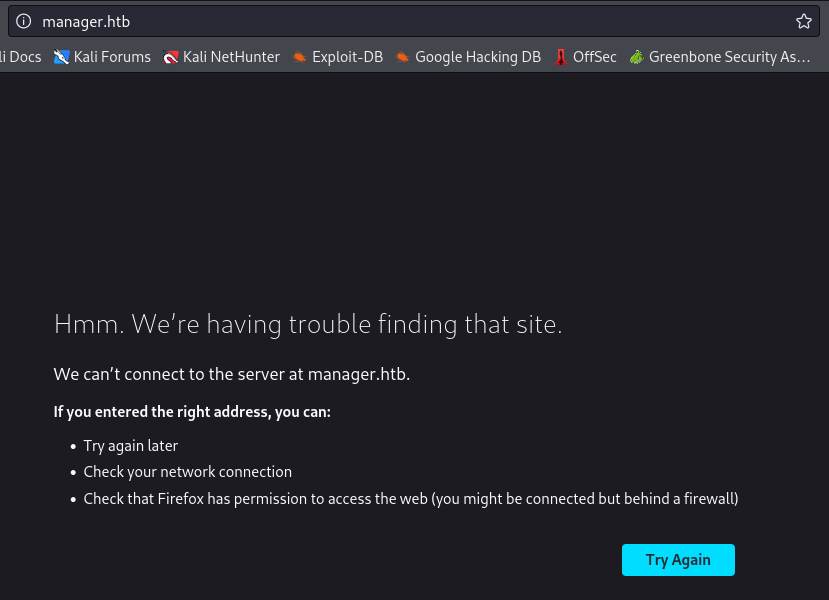 manager.htb
li Docs Kali Forums Kali NetHunter Exploit-DB Google Hacking DB OffSec Greenbone Security As…
Hmm. We’re having trouble finding that site.
We can’t connect to the server at manager.htb.
If you entered the right address, you can:
• Try again later
• Check your network connection
• Check that Firefox has permission to access the web (you might be connected but behind a firewall)
Try Again